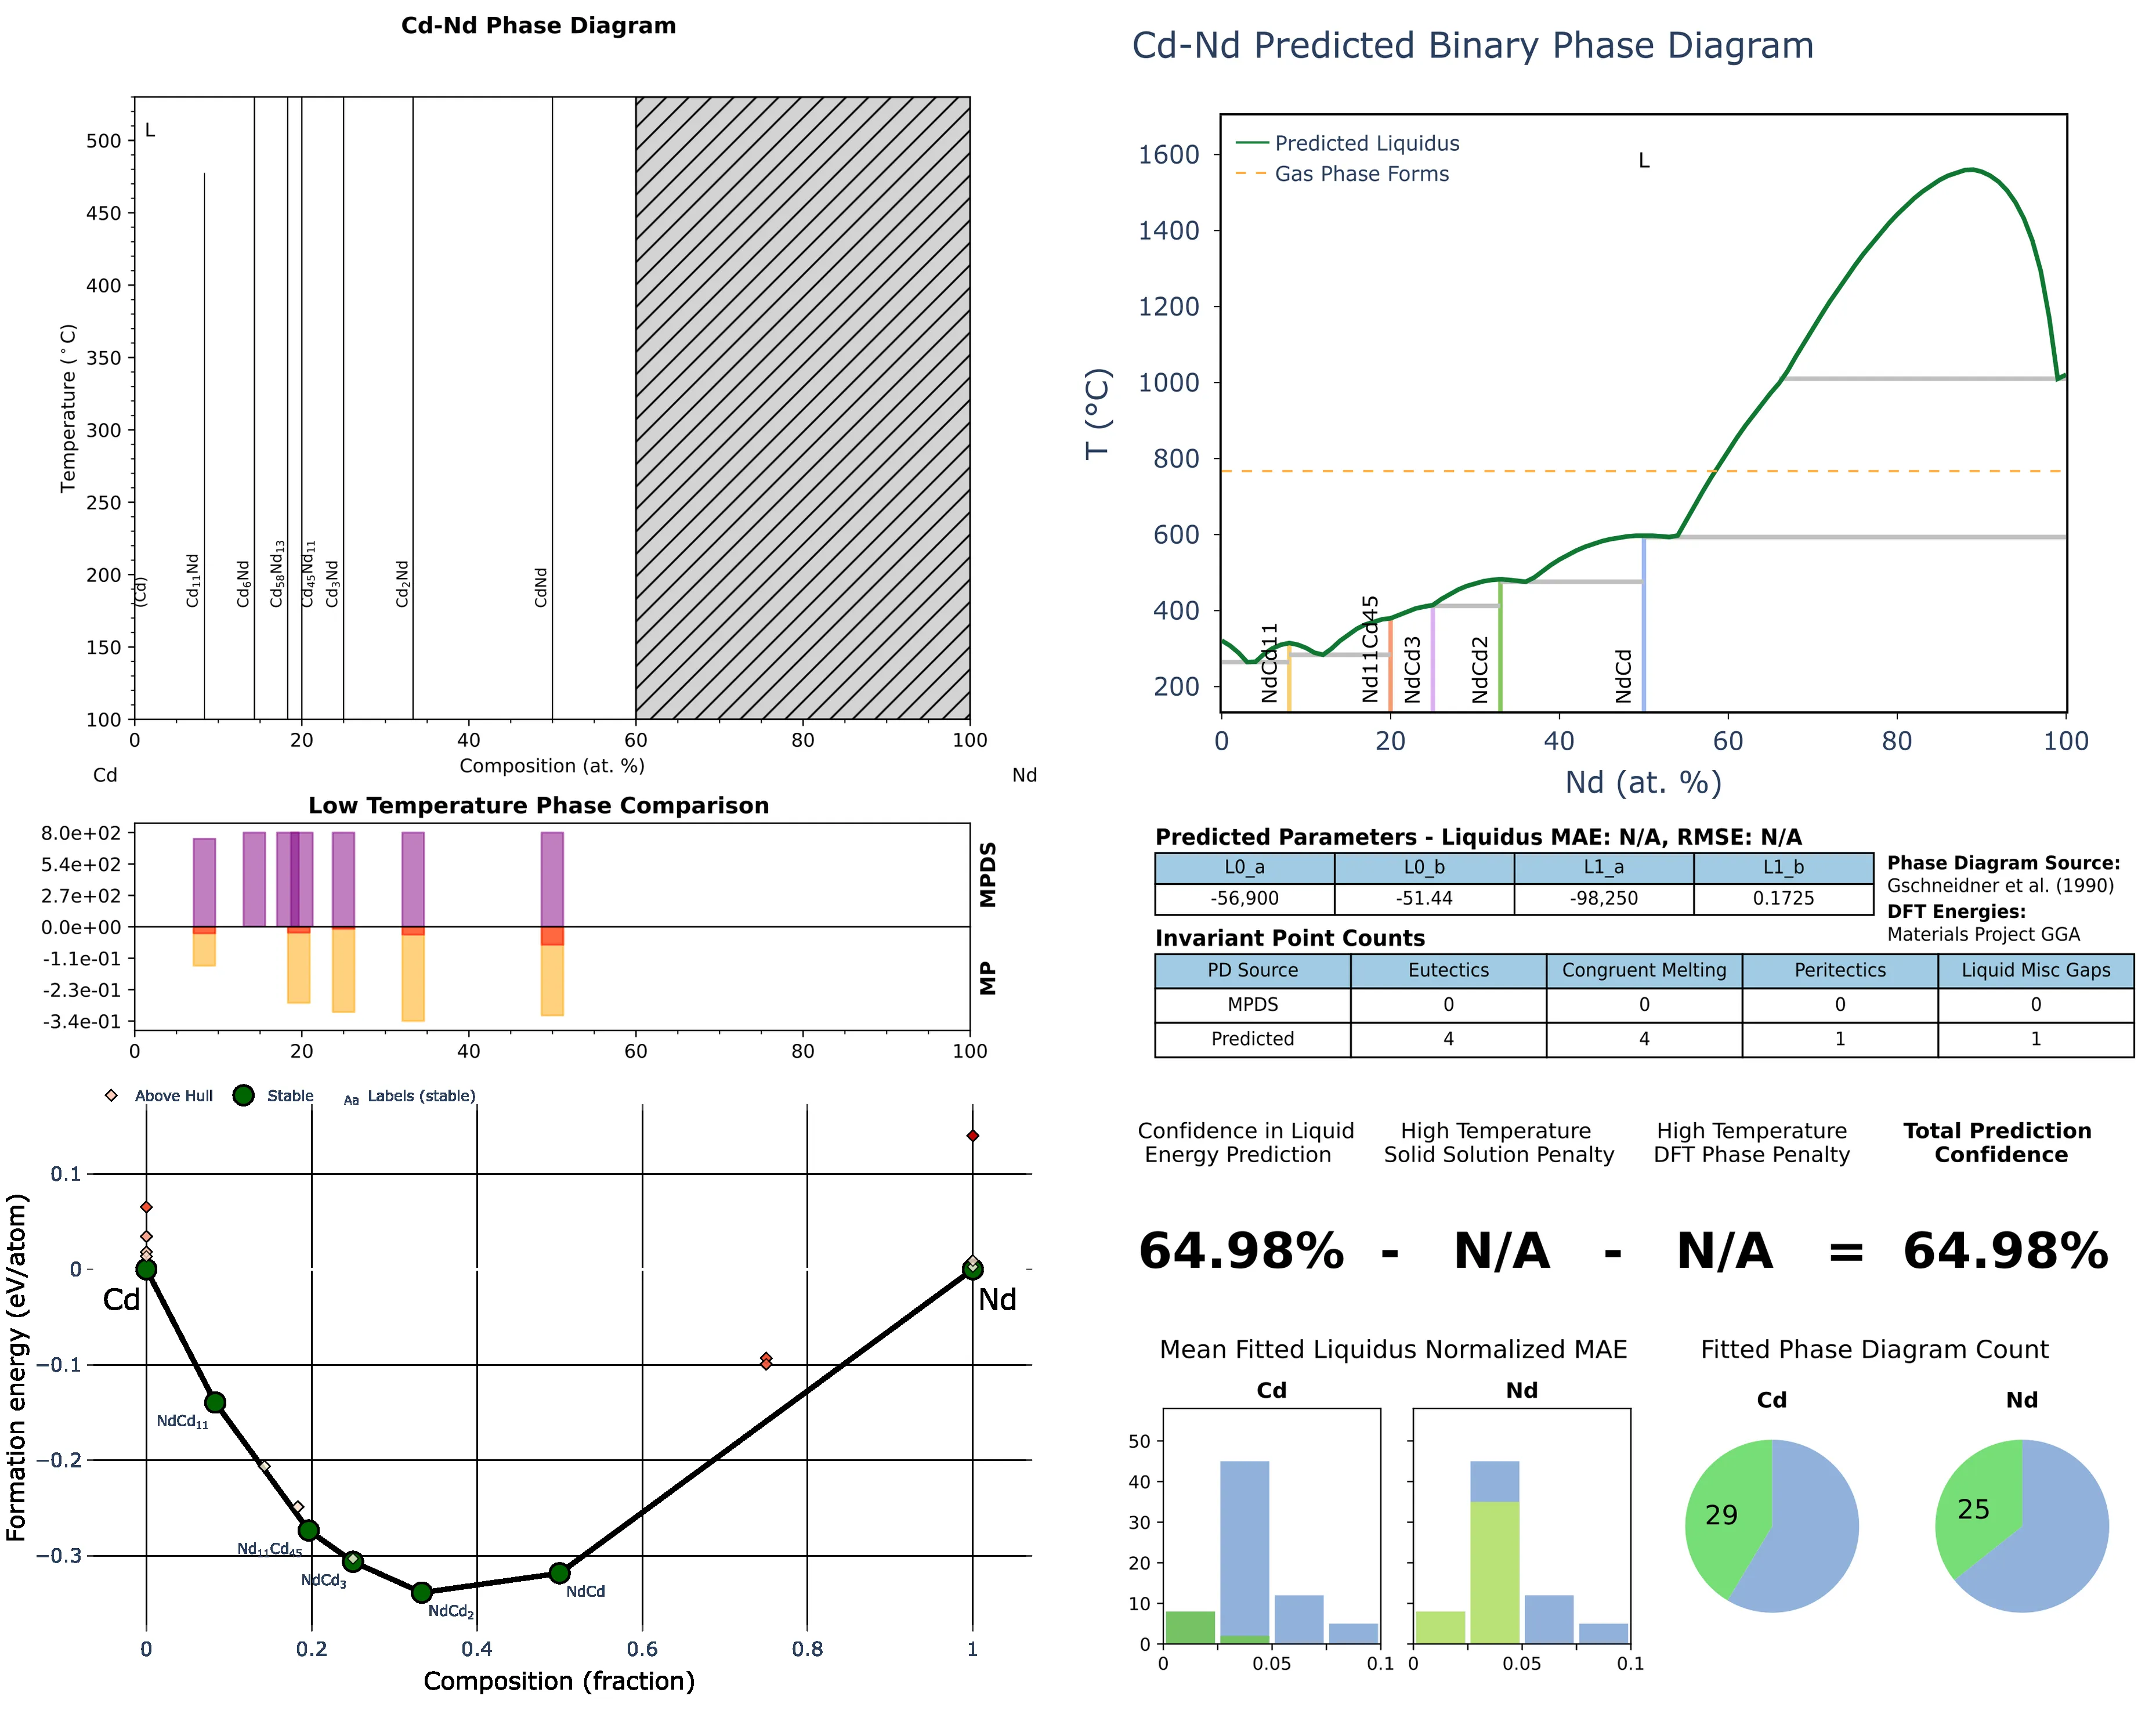 Cd-Nd Phase Diagram
L
500
450
400
350
300
250
200
150
100
Temperature (°C)
(Cd)
Cd₁₁Nd
Cd₆Nd
Cd₅₈Nd₁₃
Cd₄₅Nd₁₁
Cd₃Nd
Cd₂Nd
CdNd
0 20 40 60 80 100
Composition (at. %)
Cd Nd
Low Temperature Phase Comparison
8.0e+02
5.4e+02
2.7e+02
0.0e+00
-1.1e-01
-2.3e-01
-3.4e-01
MPDS
MP
0 20 40 60 80 100
Above Hull Stable Aa Labels (stable)
0.1
0
−0.1
−0.2
−0.3
Formation energy (eV/atom)
Cd
Nd
NdCd₁₁
Nd₁₁Cd₄₅
NdCd₃
NdCd₂
NdCd
0 0.2 0.4 0.6 0.8 1
Composition (fraction)
Cd-Nd Predicted Binary Phase Diagram
Predicted Liquidus
Gas Phase Forms
L
1600
1400
1200
1000
800
600
400
200
T (°C)
NdCd11
Nd11Cd45
NdCd3
NdCd2
NdCd
0 20 40 60 80 100
Nd (at. %)
Predicted Parameters - Liquidus MAE: N/A, RMSE: N/A
L0_a L0_b L1_a L1_b
-56,900 -51.44 -98,250 0.1725
Phase Diagram Source:
Gschneidner et al. (1990)
DFT Energies:
Materials Project GGA
Invariant Point Counts
PD Source Eutectics Congruent Melting Peritectics Liquid Misc Gaps
MPDS 0 0 0 0
Predicted 4 4 1 1
Confidence in Liquid
Energy Prediction
High Temperature
Solid Solution Penalty
High Temperature
DFT Phase Penalty
Total Prediction
Confidence
64.98% - N/A - N/A = 64.98%
Mean Fitted Liquidus Normalized MAE
Cd
Nd
50
40
30
20
10
0
0 0.05 0.1
0 0.05 0.1
Fitted Phase Diagram Count
Cd
Nd
29
25